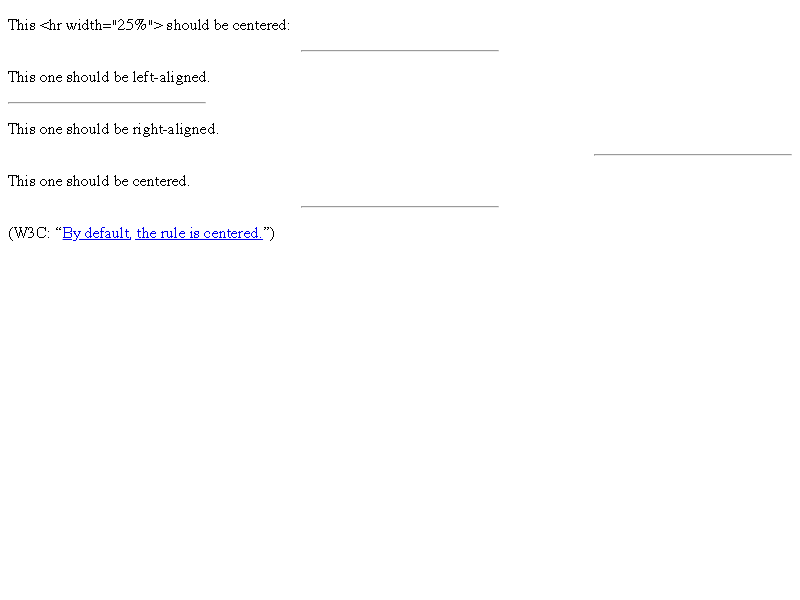 This <hr width="25%"> should be centered:
This one should be left-aligned.
This one should be right-aligned.
This one should be centered.
(W3C: “By default, the rule is centered.”)